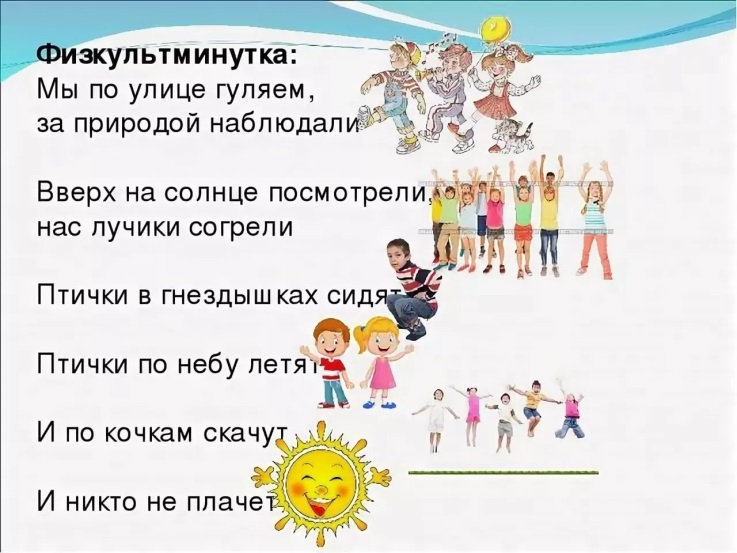 Физкультминутка:
Мы по улице гуляем,
за природой наблюдали
Вверх на солнце посмотрели,
нас лучики согрели
Птички в гнездышках сидят
Птички по небу летят
И по кочкам скачут
И никто не плачет